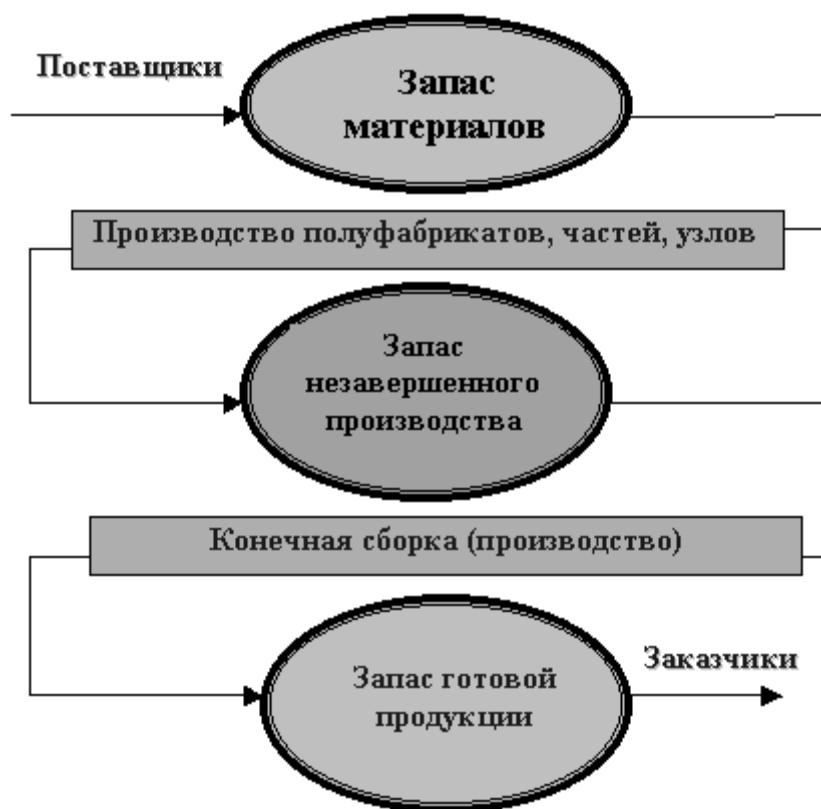 Поставщики
Запас
материалов
Производство полуфабрикатов, частей, узлов
Запас
незавершенного
производства
Конечная сборка (производство)
Заказчики
Запас готовой
продукции